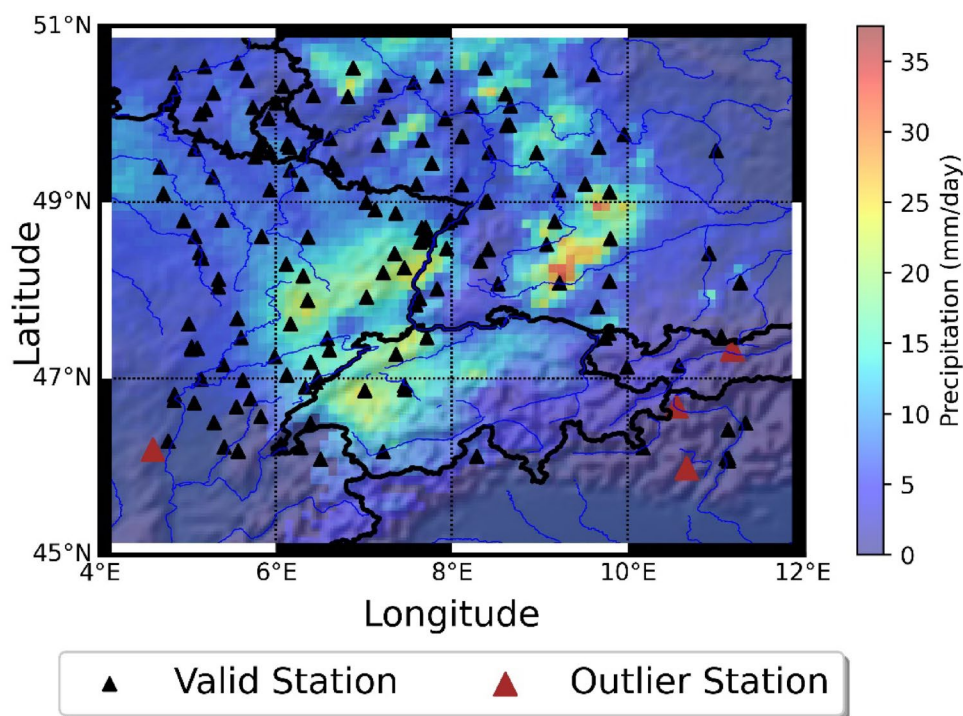 51°N
49°N
47°N
45°N
4°E 6°E 8°E 10°E 12°E
Latitude
Longitude
35
30
25
20
15
10
5
0
Precipitation (mm/day)
Valid Station Outlier Station